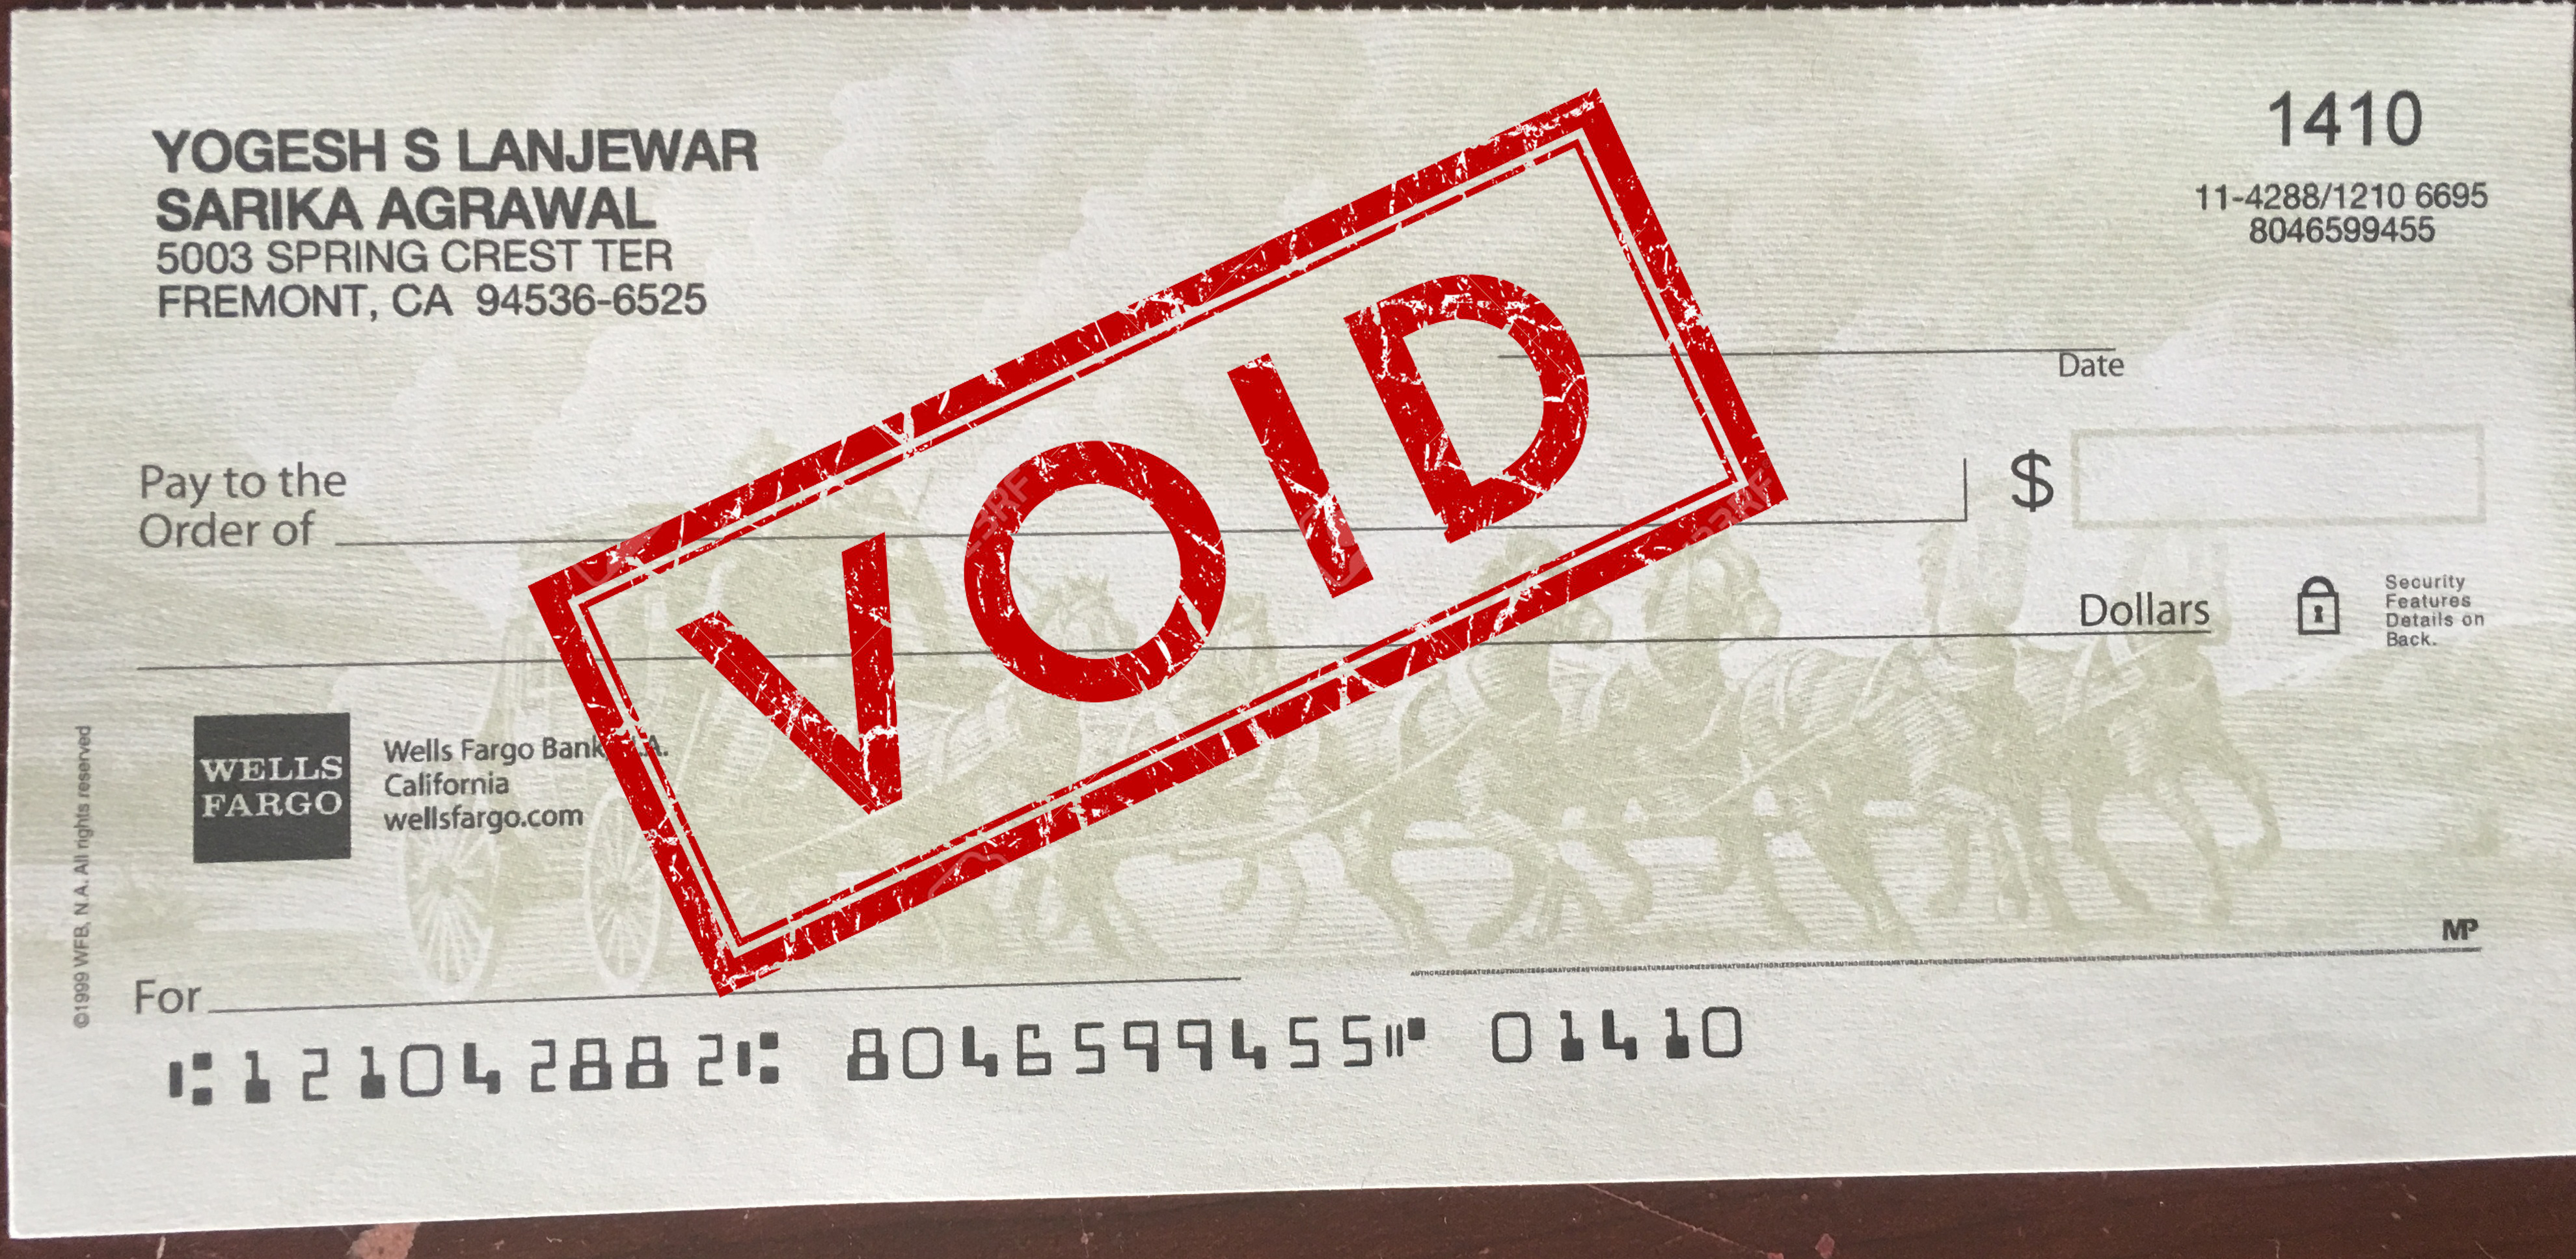 YOGESH S LANJEWAR
SARIKA AGRAWAL
5003 SPRING CREST TER
FREMONT, CA 94536-6525
1410
11-4288/1210 6695
8046599455
Date
Pay to the
Order of
$
Dollars
Security
Features
Details on
Back.
VOID
WELLS
FARGO
Wells Fargo Bank, .A.
California
wellsfargo.com
©1999 WFB, N.A. All rights reserved
For
MP
⑆121042882⑆ 8046599455⑈ 01410